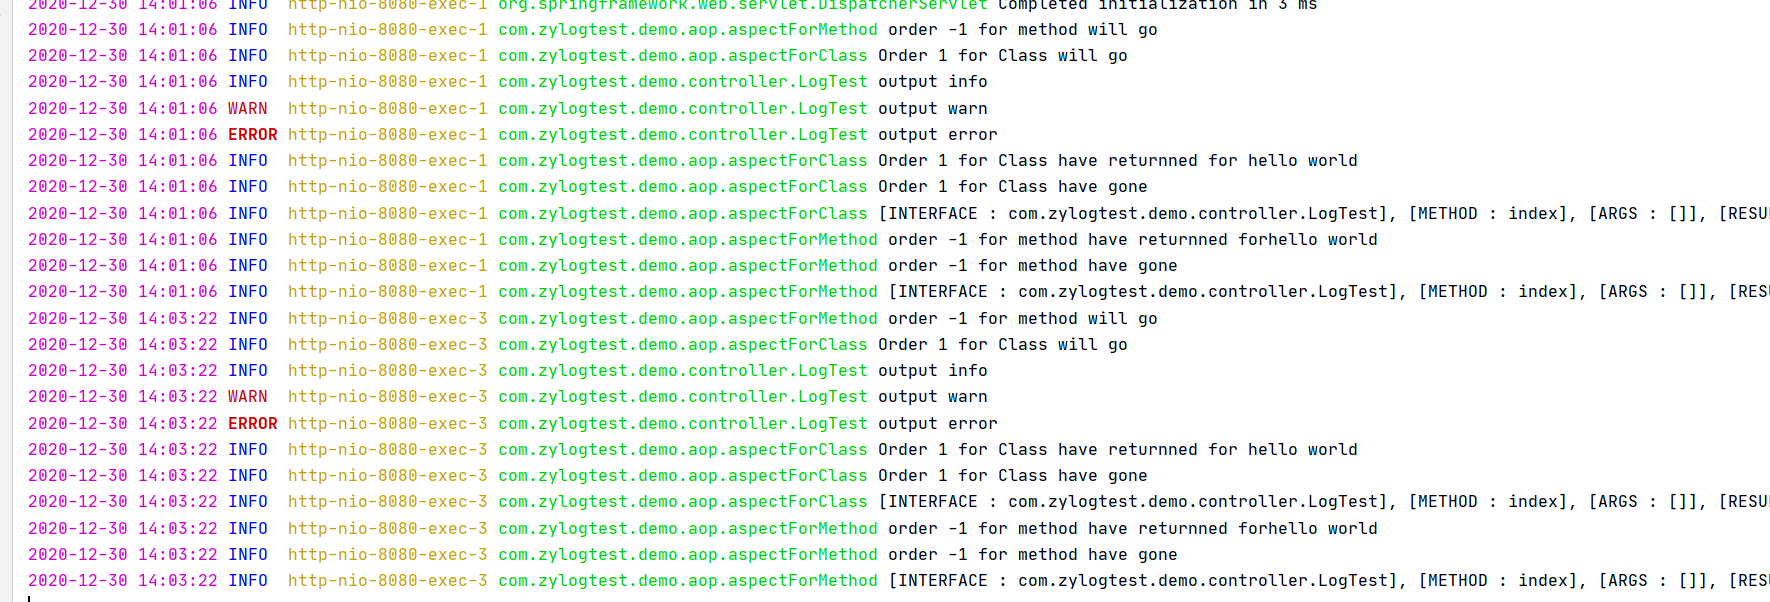 2020-12-30 14:01:06 INFO  http-nio-8080-exec-1 org.springframework.web.servlet.DispatcherServlet Completed initialization in 3 ms
2020-12-30 14:01:06 INFO  http-nio-8080-exec-1 com.zylogtest.demo.aop.aspectForMethod order -1 for method will go
2020-12-30 14:01:06 INFO  http-nio-8080-exec-1 com.zylogtest.demo.aop.aspectForClass Order 1 for Class will go
2020-12-30 14:01:06 INFO  http-nio-8080-exec-1 com.zylogtest.demo.controller.LogTest output info
2020-12-30 14:01:06 WARN  http-nio-8080-exec-1 com.zylogtest.demo.controller.LogTest output warn
2020-12-30 14:01:06 ERROR http-nio-8080-exec-1 com.zylogtest.demo.controller.LogTest output error
2020-12-30 14:01:06 INFO  http-nio-8080-exec-1 com.zylogtest.demo.aop.aspectForClass Order 1 for Class have returnned for hello world
2020-12-30 14:01:06 INFO  http-nio-8080-exec-1 com.zylogtest.demo.aop.aspectForClass Order 1 for Class have gone
2020-12-30 14:01:06 INFO  http-nio-8080-exec-1 com.zylogtest.demo.aop.aspectForClass [INTERFACE : com.zylogtest.demo.controller.LogTest], [METHOD : index], [ARGS : []], [RESU
2020-12-30 14:01:06 INFO  http-nio-8080-exec-1 com.zylogtest.demo.aop.aspectForMethod order -1 for method have returnned forhello world
2020-12-30 14:01:06 INFO  http-nio-8080-exec-1 com.zylogtest.demo.aop.aspectForMethod order -1 for method have gone
2020-12-30 14:01:06 INFO  http-nio-8080-exec-1 com.zylogtest.demo.aop.aspectForMethod [INTERFACE : com.zylogtest.demo.controller.LogTest], [METHOD : index], [ARGS : []], [RES
2020-12-30 14:03:22 INFO  http-nio-8080-exec-3 com.zylogtest.demo.aop.aspectForMethod order -1 for method will go
2020-12-30 14:03:22 INFO  http-nio-8080-exec-3 com.zylogtest.demo.aop.aspectForClass Order 1 for Class will go
2020-12-30 14:03:22 INFO  http-nio-8080-exec-3 com.zylogtest.demo.controller.LogTest output info
2020-12-30 14:03:22 WARN  http-nio-8080-exec-3 com.zylogtest.demo.controller.LogTest output warn
2020-12-30 14:03:22 ERROR http-nio-8080-exec-3 com.zylogtest.demo.controller.LogTest output error
2020-12-30 14:03:22 INFO  http-nio-8080-exec-3 com.zylogtest.demo.aop.aspectForClass Order 1 for Class have returnned for hello world
2020-12-30 14:03:22 INFO  http-nio-8080-exec-3 com.zylogtest.demo.aop.aspectForClass Order 1 for Class have gone
2020-12-30 14:03:22 INFO  http-nio-8080-exec-3 com.zylogtest.demo.aop.aspectForClass [INTERFACE : com.zylogtest.demo.controller.LogTest], [METHOD : index], [ARGS : []], [RESU
2020-12-30 14:03:22 INFO  http-nio-8080-exec-3 com.zylogtest.demo.aop.aspectForMethod order -1 for method have returnned forhello world
2020-12-30 14:03:22 INFO  http-nio-8080-exec-3 com.zylogtest.demo.aop.aspectForMethod order -1 for method have gone
2020-12-30 14:03:22 INFO  http-nio-8080-exec-3 com.zylogtest.demo.aop.aspectForMethod [INTERFACE : com.zylogtest.demo.controller.LogTest], [METHOD : index], [ARGS : []], [RES